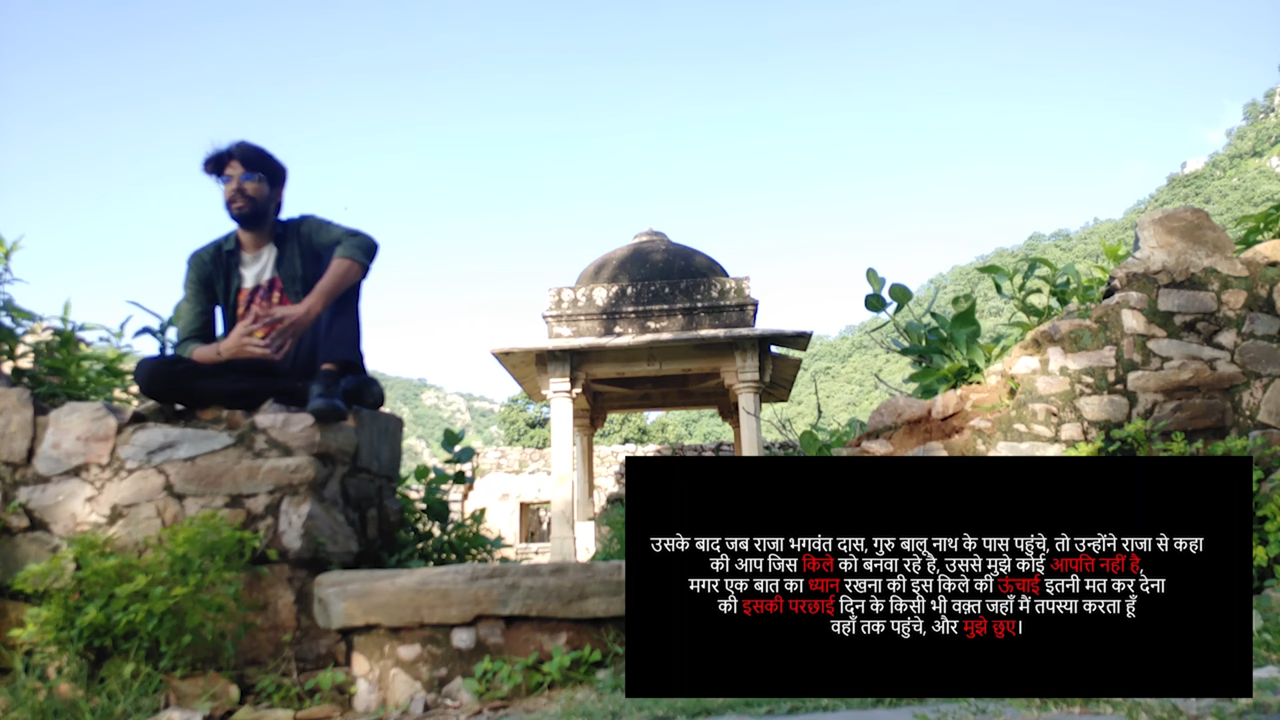 उसके बाद जब राजा भगवंत दास, गुरु बालू नाथ के पास पहुंचे, तो उन्होंने राजा से कहा
की आप जिस किले को बनवा रहे है, उससे मुझे कोई आपत्ति नहीं है,
मगर एक बात का ध्यान रखना की इस किले की ऊंचाई इतनी मत कर देना
की इसकी परछाई दिन के किसी भी वक़्त जहाँ मैं तपस्या करता हूँ
वहाँ तक पहुंचे, और मुझे छुए।